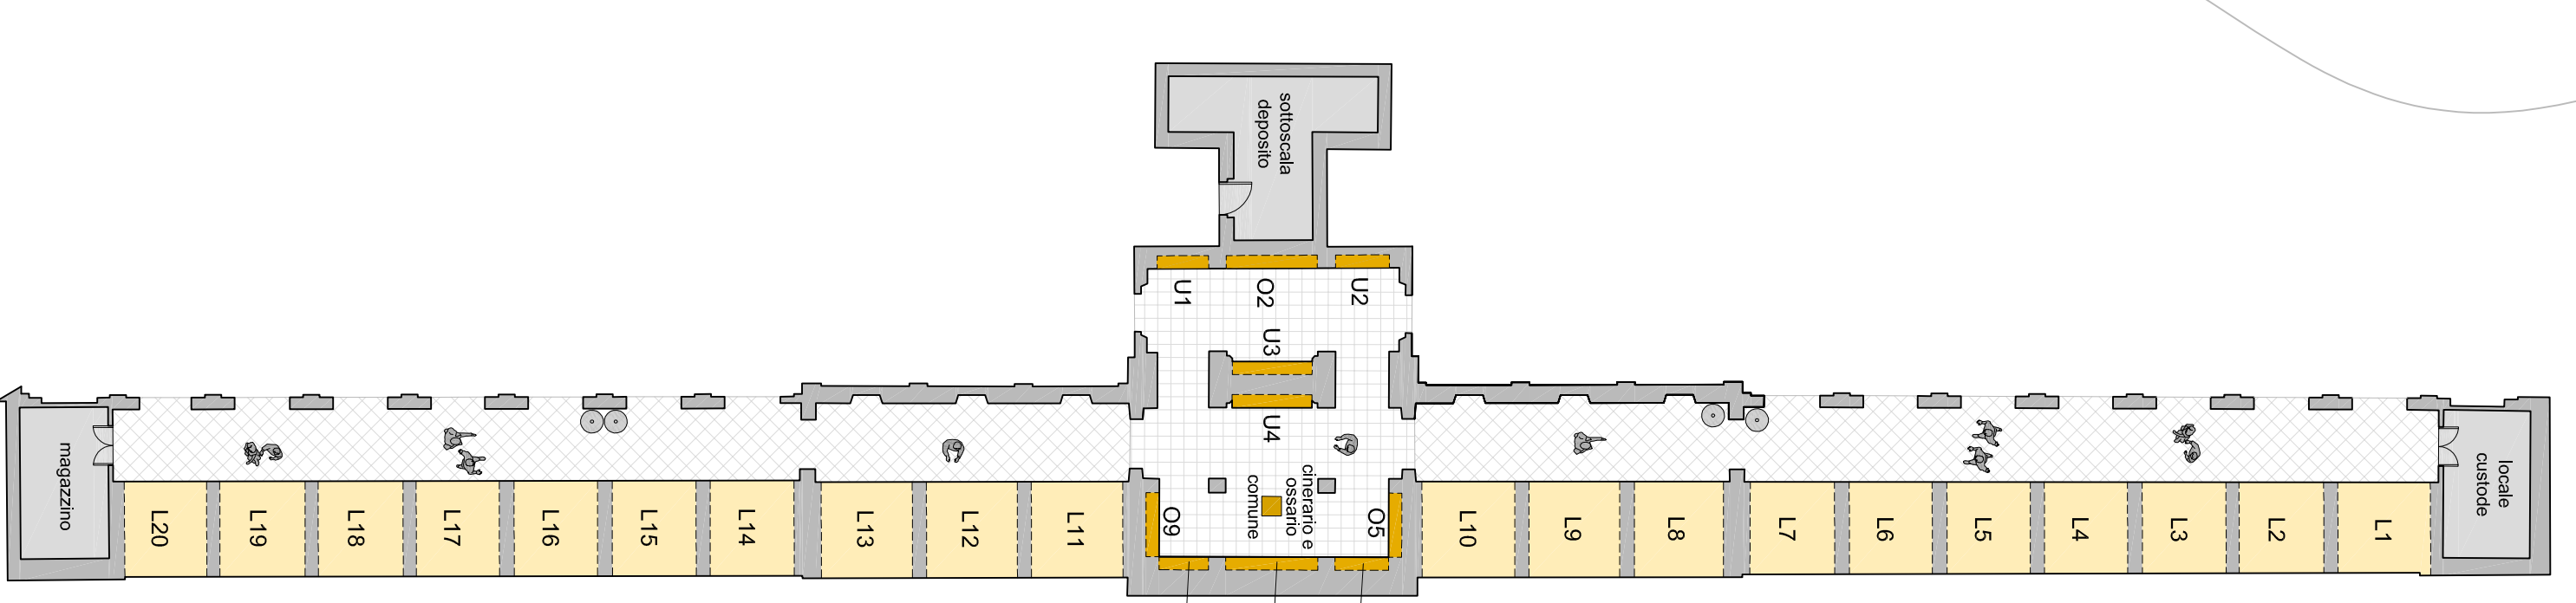 sottoscala
deposito
U1
O2
U2
U3
U4
cinerario e
ossario
comune
O9
O5
magazzino
L20
L19
L18
L17
L16
L15
L14
L13
L12
L11
L10
L9
L8
L7
L6
L5
L4
L3
L2
L1
locale
custode